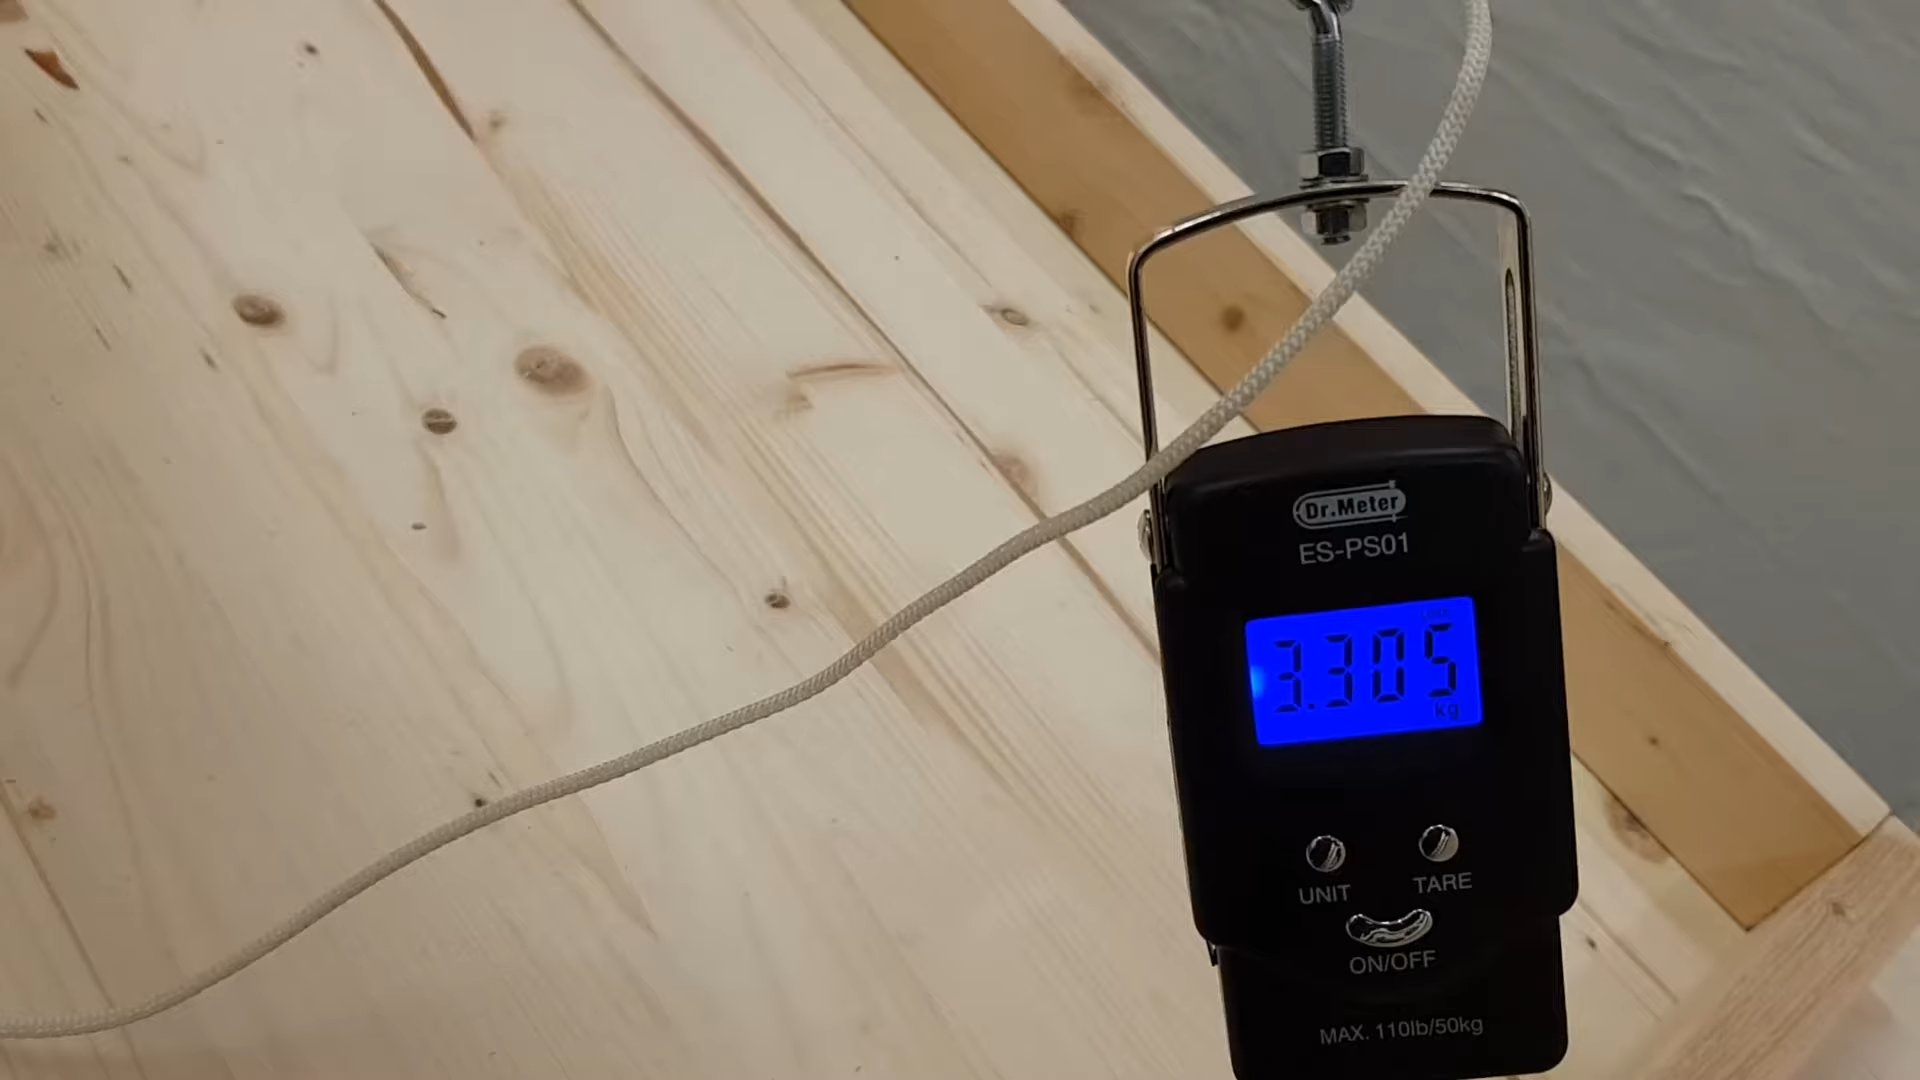 Dr.Meter
ES-PS01
3.305
kg
UNIT TARE
ON/OFF
MAX. 110lb/50kg